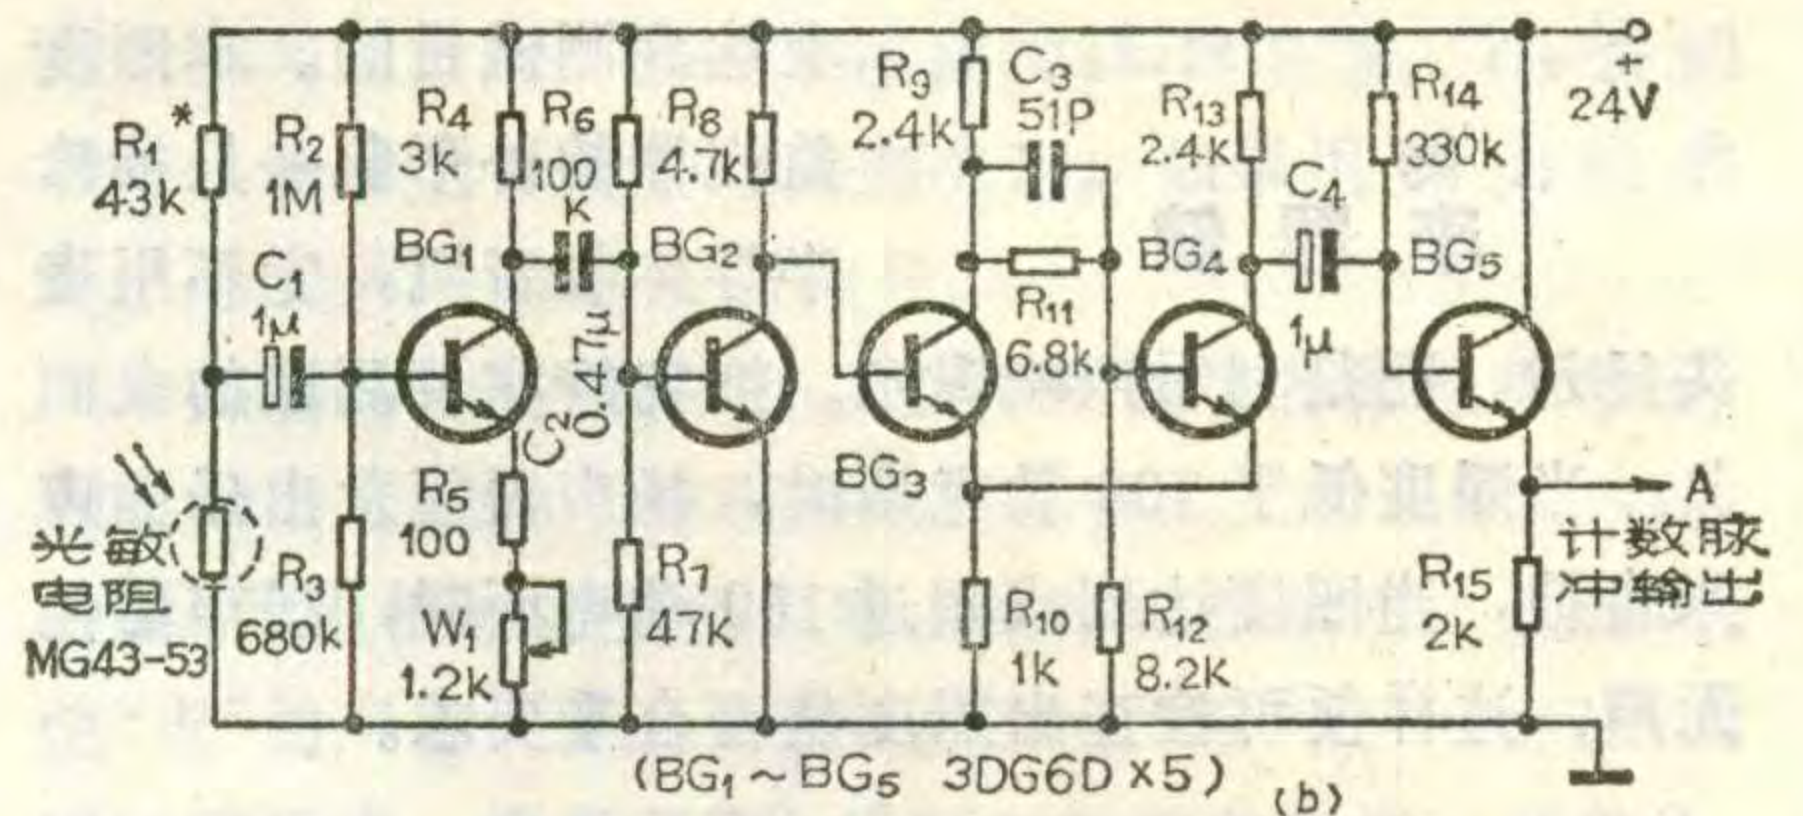 R₁*
43k
R₂
1M
R₄
3k
R₆
100
K
R₈
4.7k
R₉
2.4k
C₃
51P
R₁₃
2.4k
R₁₄
330k
+
24V
C₁
1μ
BG₁
C₂
0.47μ
BG₂
BG₃
R₁₁
6.8k
BG₄
C₄
1μ
BG₅
光敏
电阻
MG43-53
R₃
680k
R₅
100
W₁
1.2k
R₇
47k
R₁₀
1k
R₁₂
8.2k
R₁₅
2k
A
计数脉
冲输出
(BG₁~BG₅ 3DG6D×5)
(b)